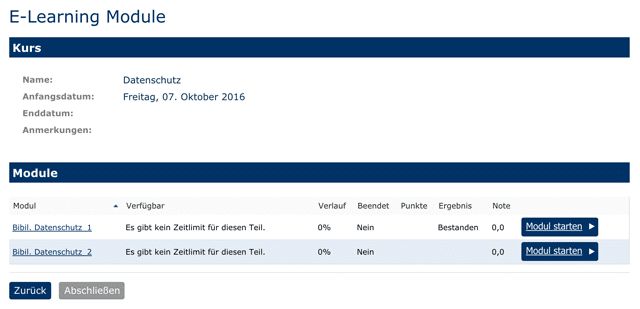 E-Learning Module
Kurs
Name: Datenschutz
Anfangsdatum: Freitag, 07. Oktober 2016
Enddatum:
Anmerkungen:
Module
Modul Verfügbar Verlauf Beendet Punkte Ergebnis Note
Bibil. Datenschutz_1 Es gibt kein Zeitlimit für diesen Teil. 0% Nein Bestanden 0,0 Modul starten
Bibil. Datenschutz_2 Es gibt kein Zeitlimit für diesen Teil. 0% Nein 0,0 Modul starten
Zurück Abschließen